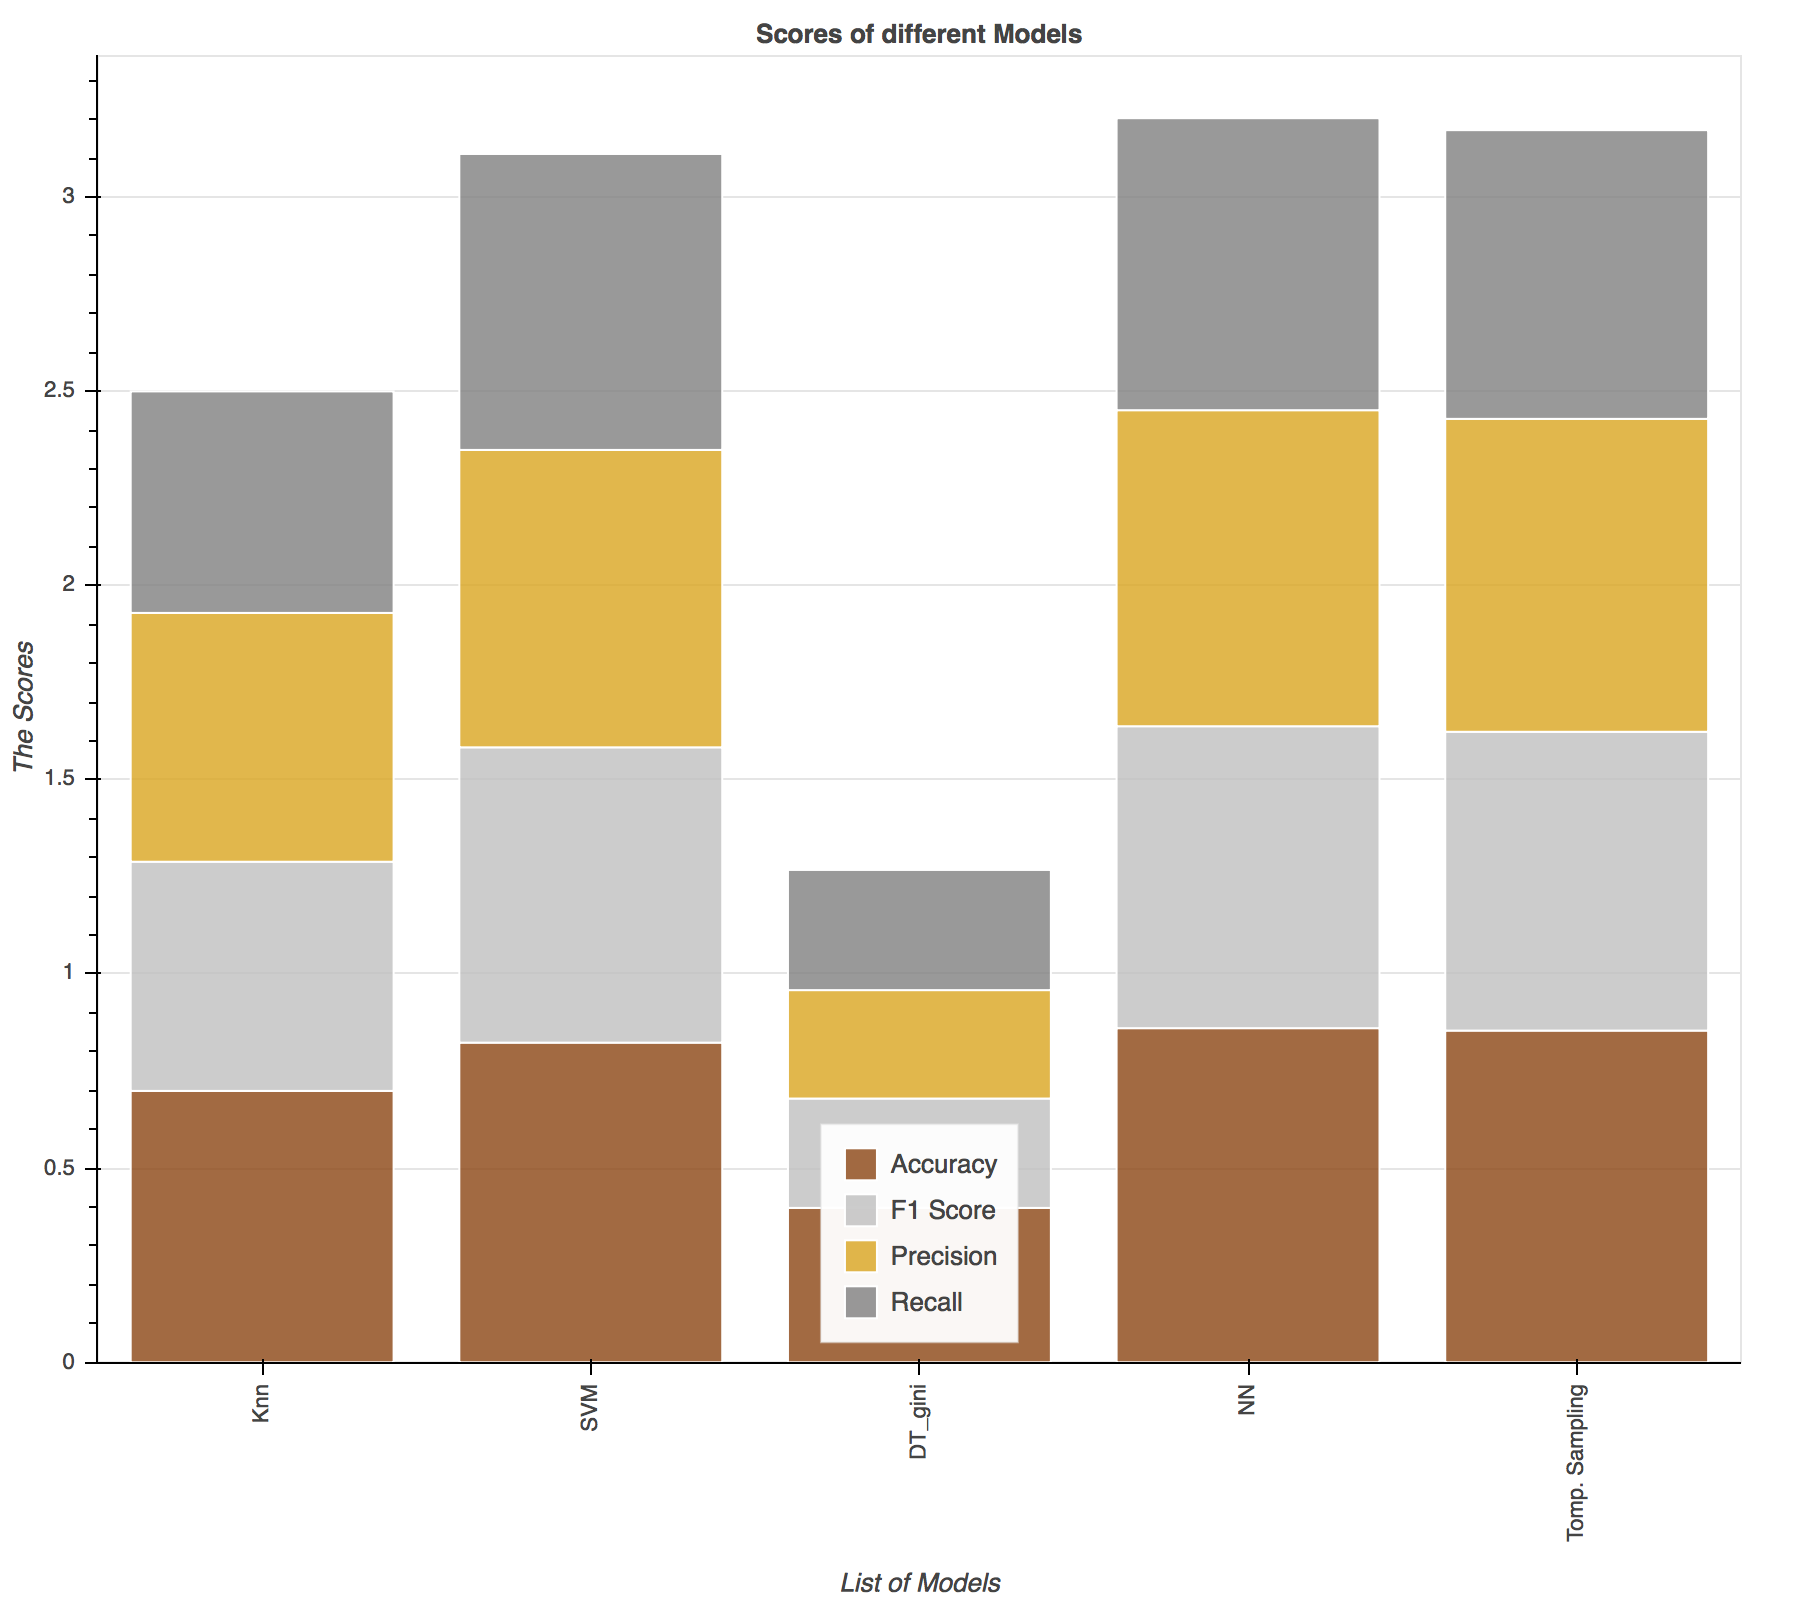 Scores of different Models
The Scores
3
2.5
2
1.5
1
0.5
0
Accuracy
F1 Score
Precision
Recall
Knn
SVM
DT_gini
NN
Tomp. Sampling
List of Models